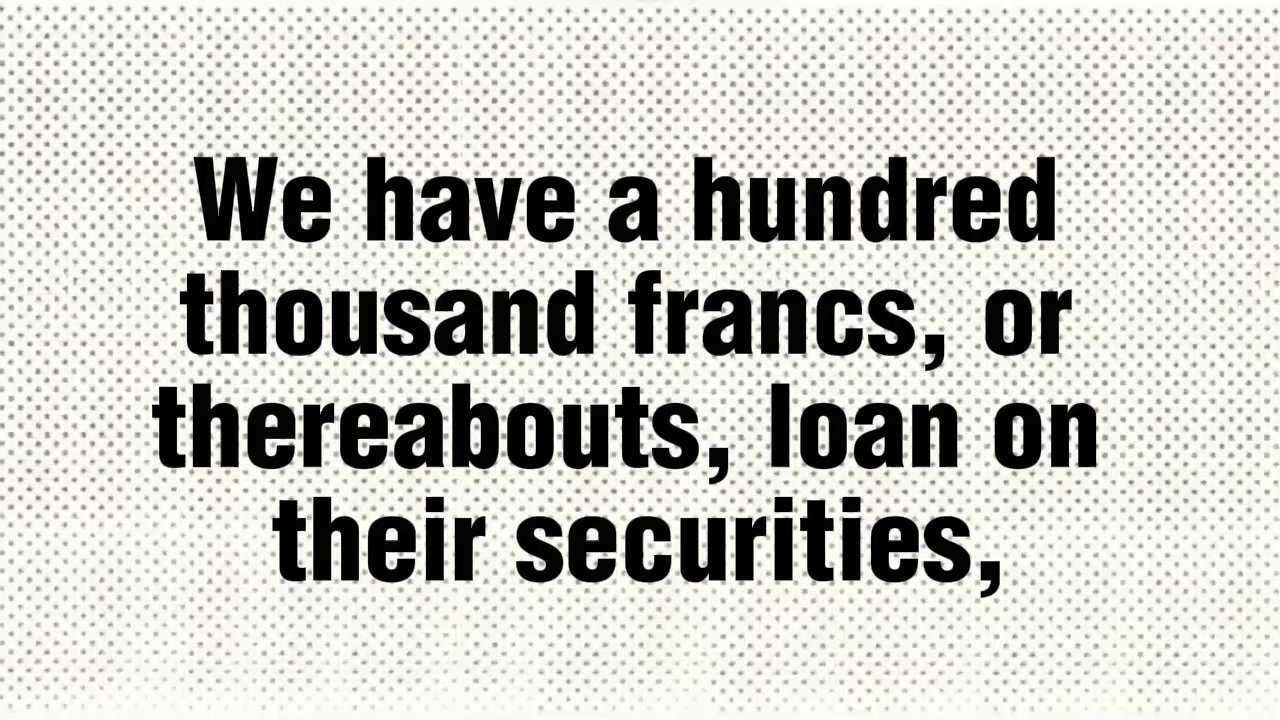 We have a hundred
thousand francs, or
thereabouts, loan on
their securities,